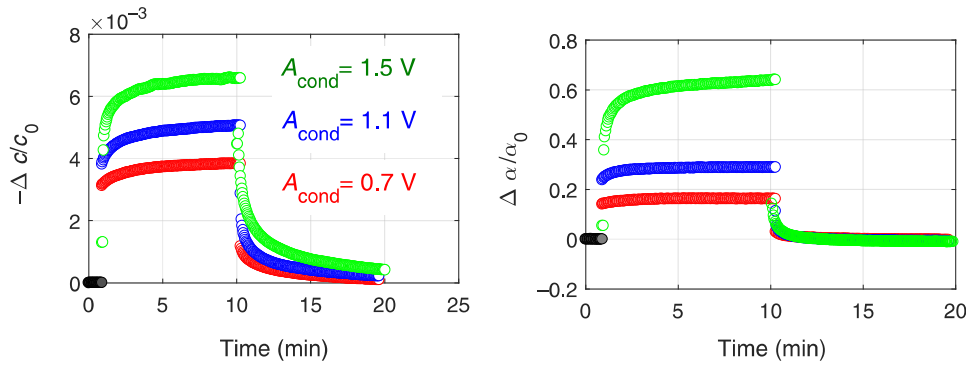 ×10⁻³
8
6
4
2
0
−Δ c/c₀
A_cond = 1.5 V
A_cond = 1.1 V
A_cond = 0.7 V
0 5 10 15 20 25
Time (min)
0.8
0.6
0.4
0.2
0
−0.2
Δ α/α₀
0 5 10 15 20
Time (min)